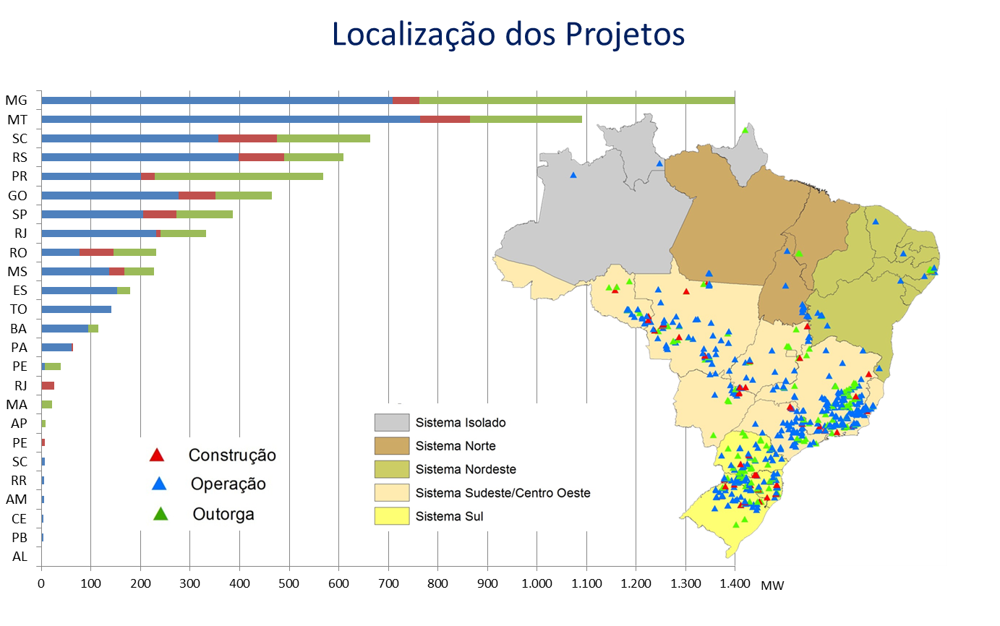 Localização dos Projetos
MG
MT
SC
RS
PR
GO
SP
RJ
RO
MS
ES
TO
BA
PA
PE
RJ
MA
AP
PE
SC
RR
AM
CE
PB
AL
Construção
Operação
Outorga
Sistema Isolado
Sistema Norte
Sistema Nordeste
Sistema Sudeste/Centro Oeste
Sistema Sul
0 100 200 300 400 500 600 700 800 900 1.000 1.100 1.200 1.300 1.400 MW